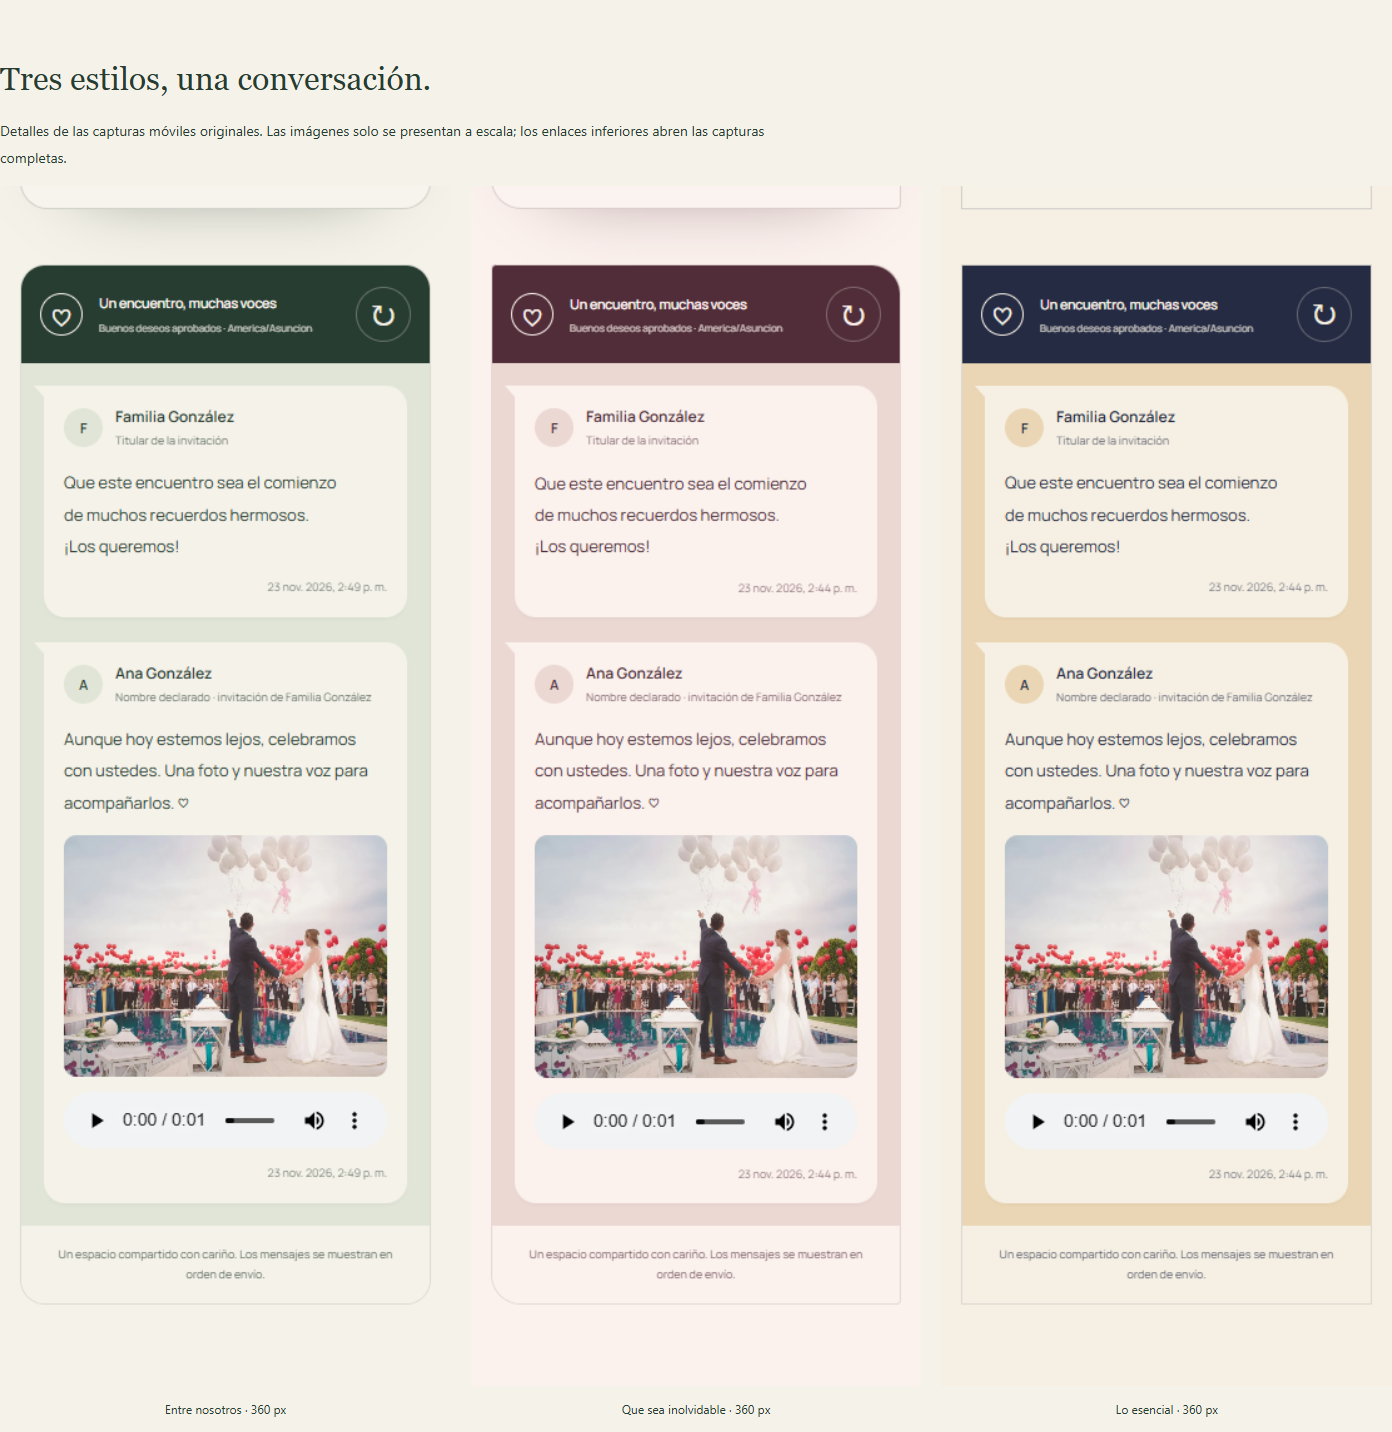 Tres estilos, una conversación.
Detalles de las capturas móviles originales. Las imágenes solo se presentan a escala; los enlaces inferiores abren las capturas
completas.
Un encuentro, muchas voces
Buenos deseos aprobados · America/Asuncion
F
Familia González
Titular de la invitación
Que este encuentro sea el comienzo
de muchos recuerdos hermosos.
¡Los queremos!
23 nov. 2026, 2:49 p. m.
A
Ana González
Nombre declarado · invitación de Familia González
Aunque hoy estemos lejos, celebramos
con ustedes. Una foto y nuestra voz para
acompañarlos. ♡
0:00 / 0:01
23 nov. 2026, 2:49 p. m.
Un espacio compartido con cariño. Los mensajes se muestran en
orden de envío.
Entre nosotros · 360 px
Un encuentro, muchas voces
Buenos deseos aprobados · America/Asuncion
F
Familia González
Titular de la invitación
Que este encuentro sea el comienzo
de muchos recuerdos hermosos.
¡Los queremos!
23 nov. 2026, 2:44 p. m.
A
Ana González
Nombre declarado · invitación de Familia González
Aunque hoy estemos lejos, celebramos
con ustedes. Una foto y nuestra voz para
acompañarlos. ♡
0:00 / 0:01
23 nov. 2026, 2:44 p. m.
Un espacio compartido con cariño. Los mensajes se muestran en
orden de envío.
Que sea inolvidable · 360 px
Un encuentro, muchas voces
Buenos deseos aprobados · America/Asuncion
F
Familia González
Titular de la invitación
Que este encuentro sea el comienzo
de muchos recuerdos hermosos.
¡Los queremos!
23 nov. 2026, 2:44 p. m.
A
Ana González
Nombre declarado · invitación de Familia González
Aunque hoy estemos lejos, celebramos
con ustedes. Una foto y nuestra voz para
acompañarlos. ♡
0:00 / 0:01
23 nov. 2026, 2:44 p. m.
Un espacio compartido con cariño. Los mensajes se muestran en
orden de envío.
Lo esencial · 360 px